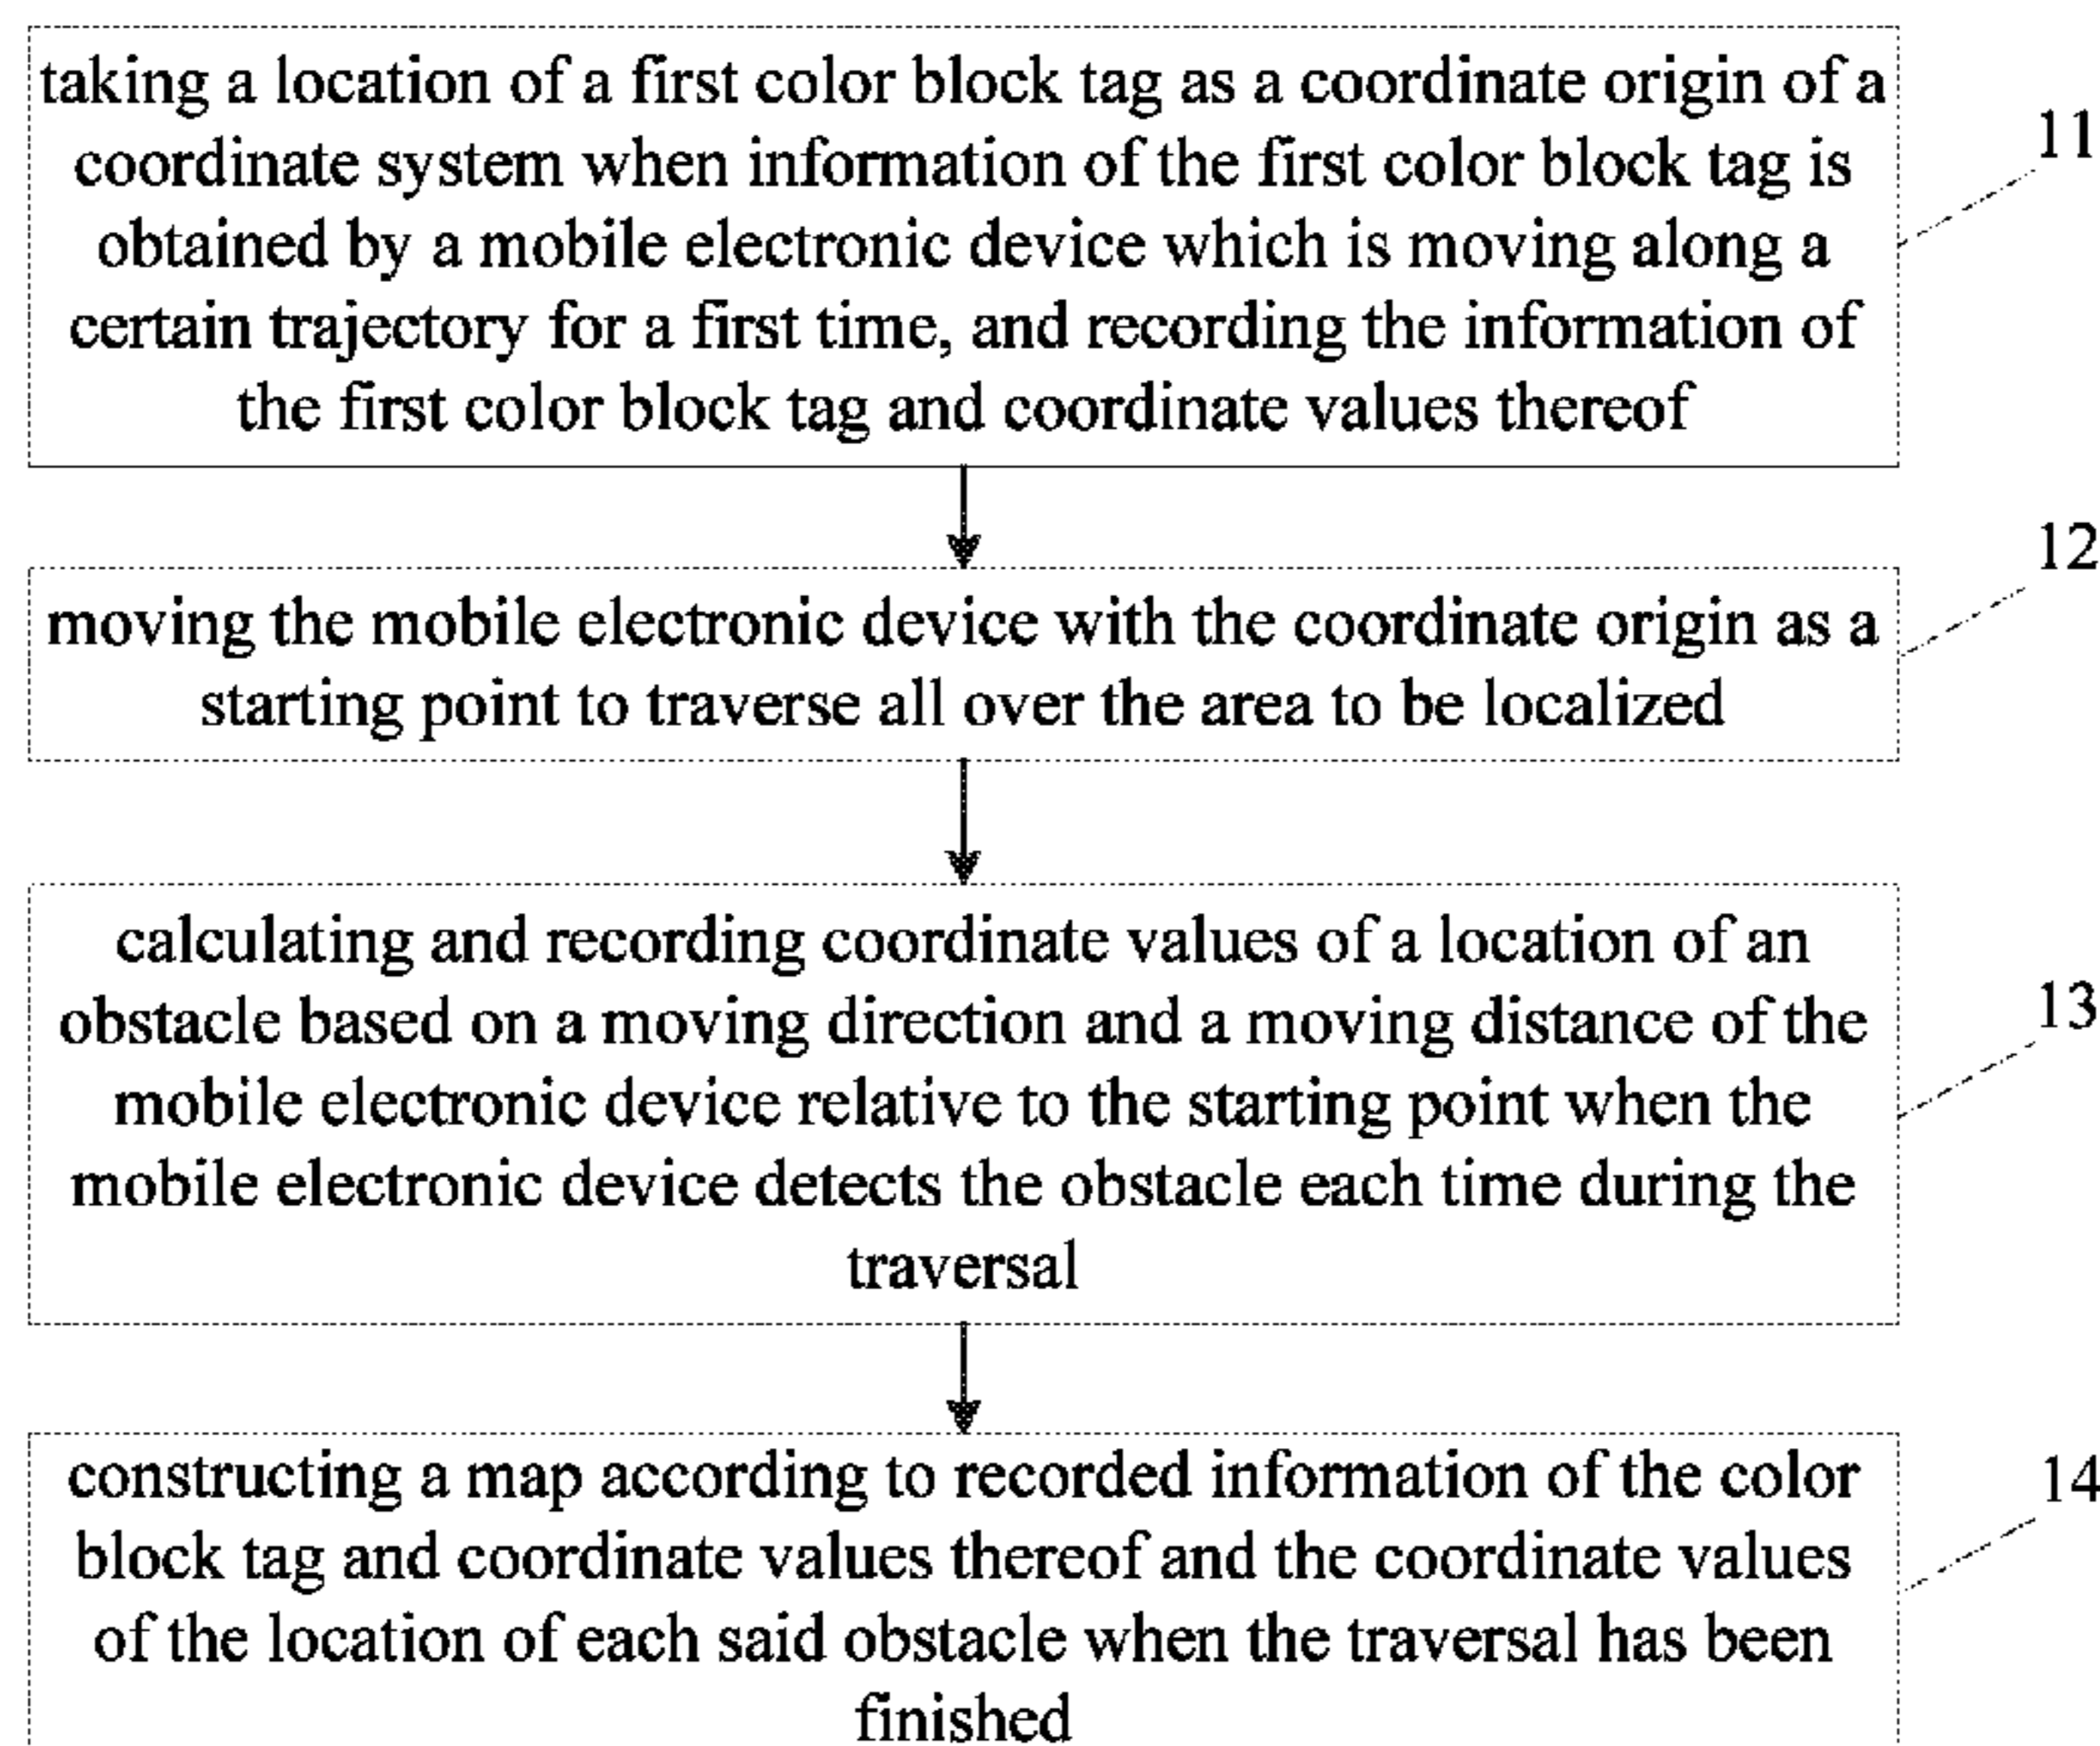 taking a location of a first color block tag as a coordinate origin of a
coordinate system when information of the first color block tag is
obtained by a mobile electronic device which is moving along a
certain trajectory for a first time, and recording the information of
the first color block tag and coordinate values thereof
11
moving the mobile electronic device with the coordinate origin as a
starting point to traverse all over the area to be localized
12
calculating and recording coordinate values of a location of an
obstacle based on a moving direction and a moving distance of the
mobile electronic device relative to the starting point when the
mobile electronic device detects the obstacle each time during the
traversal
13
constructing a map according to recorded information of the color
block tag and coordinate values thereof and the coordinate values
of the location of each said obstacle when the traversal has been
finished
14